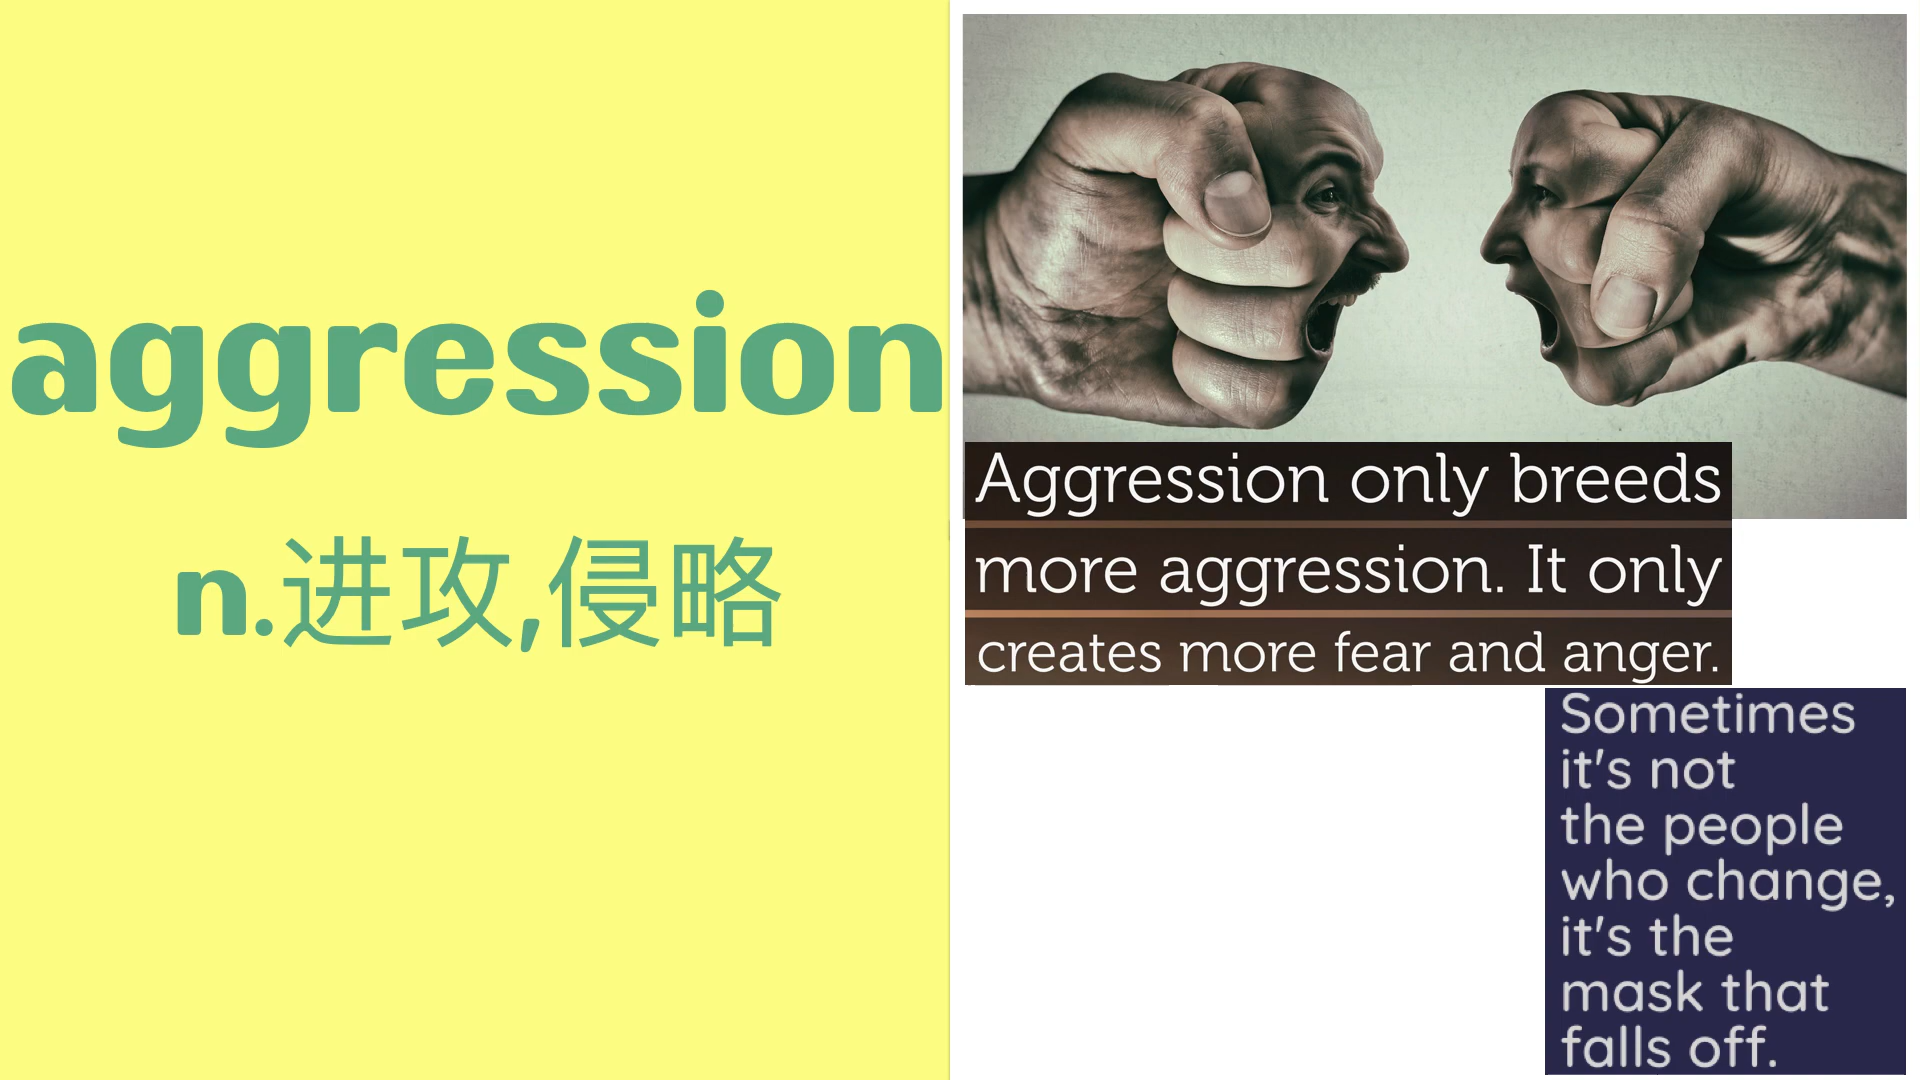 aggression
n.进攻,侵略
Aggression only breeds
more aggression. It only
creates more fear and anger.
Sometimes
it's not
the people
who change,
it's the
mask that
falls off.